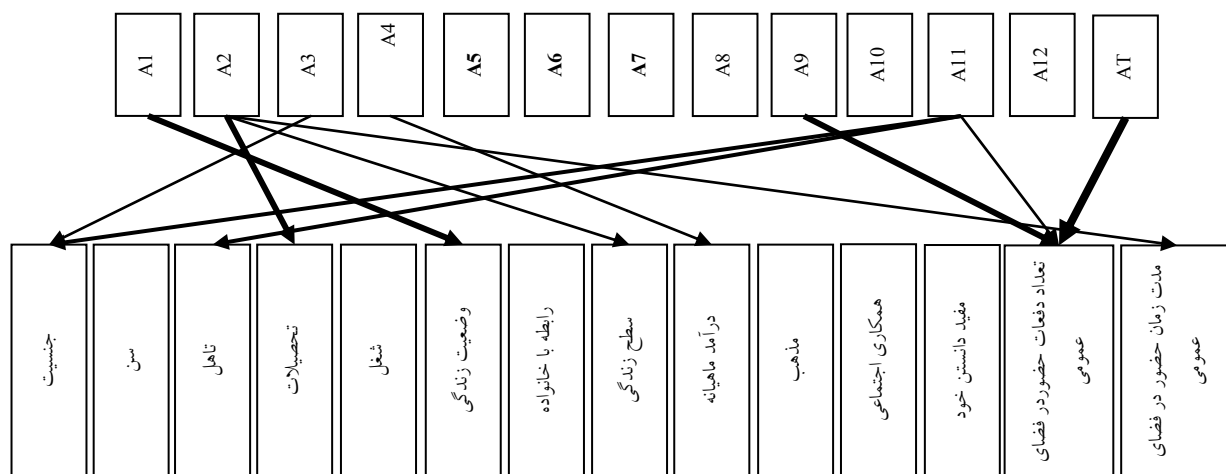 A1
A2
A3
A4
A5
A6
A7
A8
A9
A10
A11
A12
AT
جنسیت
سن
تاهل
تحصیلات
شغل
وضعیت زندگی
رابطه با خانواده
سطح زندگی
درآمد ماهیانه
مذهب
همکاری اجتماعی
مفید دانستن خود
تعداد دفعات حضوردر فضای
عمومی
مدت زمان حضور در فضای
عمومی